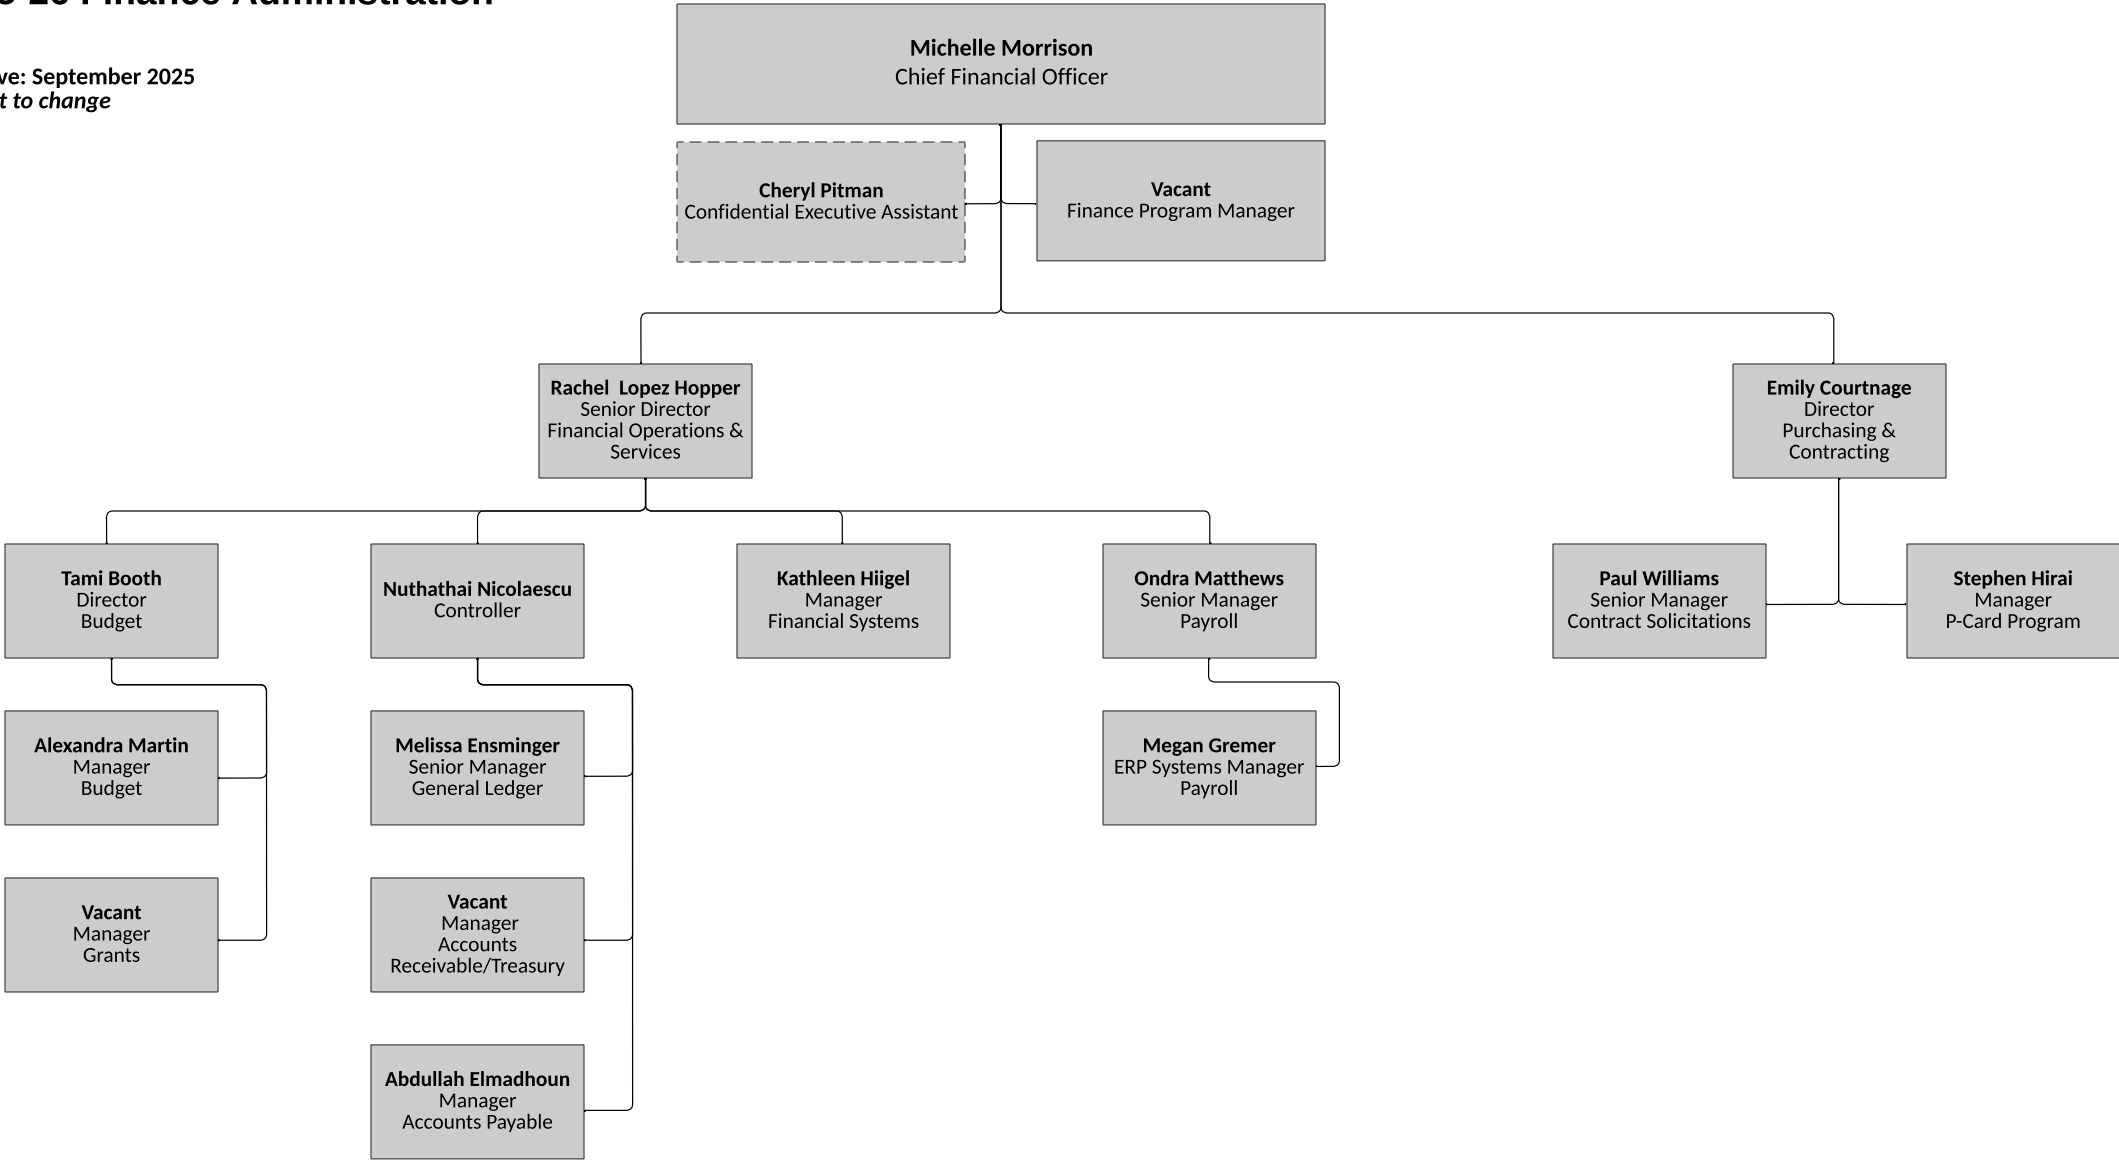 Finance Administration
September 2025
to change
Michelle Morrison
Chief Financial Officer
Cheryl Pitman
Confidential Executive Assistant
Vacant
Finance Program Manager
Rachel  Lopez Hopper
Senior Director
Financial Operations &
Services
Emily Courtnage
Director
Purchasing &
Contracting
Tami Booth
Director
Budget
Nuthathai Nicolaescu
Controller
Kathleen Hiigel
Manager
Financial Systems
Ondra Matthews
Senior Manager
Payroll
Paul Williams
Senior Manager
Contract Solicitations
Stephen Hirai
Manager
P-Card Program
Alexandra Martin
Manager
Budget
Melissa Ensminger
Senior Manager
General Ledger
Megan Gremer
ERP Systems Manager
Payroll
Vacant
Manager
Grants
Vacant
Manager
Accounts
Receivable/Treasury
Abdullah Elmadhoun
Manager
Accounts Payable